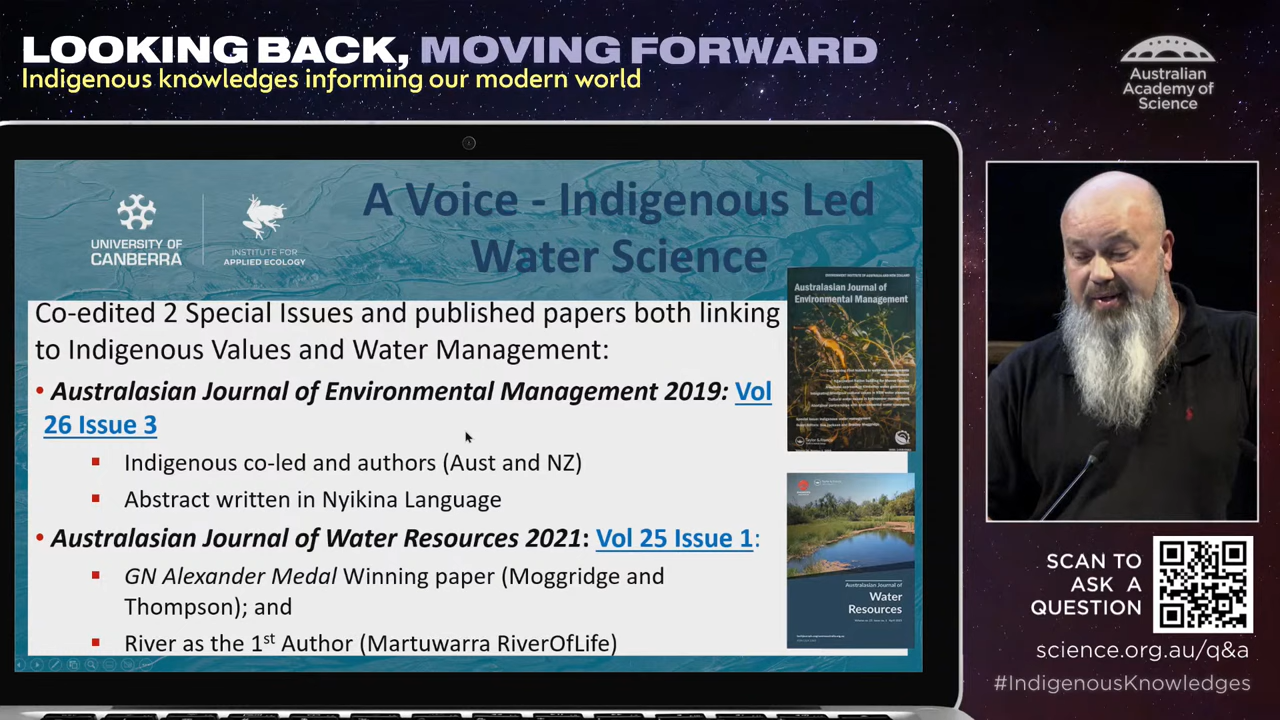 LOOKING BACK, MOVING FORWARD
Indigenous knowledges informing our modern world
Australian
Academy of
Science
UNIVERSITY OF
CANBERRA
INSTITUTE FOR
APPLIED ECOLOGY
A Voice - Indigenous Led
Water Science
Co-edited 2 Special Issues and published papers both linking
to Indigenous Values and Water Management:
• Australasian Journal of Environmental Management 2019: Vol
26 Issue 3
Indigenous co-led and authors (Aust and NZ)
Abstract written in Nyikina Language
• Australasian Journal of Water Resources 2021: Vol 25 Issue 1:
GN Alexander Medal Winning paper (Moggridge and
Thompson); and
River as the 1st Author (Martuwarra RiverOfLife)
Australasian Journal of
Environmental Management
Australasian Journal of
Water
Resources
SCAN TO
ASK A
QUESTION
science.org.au/q&a
#IndigenousKnowledges